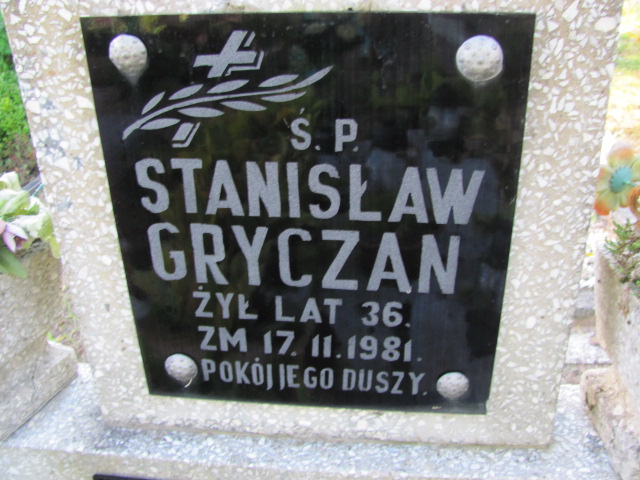 Ś. P.
STANISŁAW
GRYCZAN
ŻYŁ LAT 36.
ZM 17. 11. 1981.
POKÓJ JEGO DUSZY.